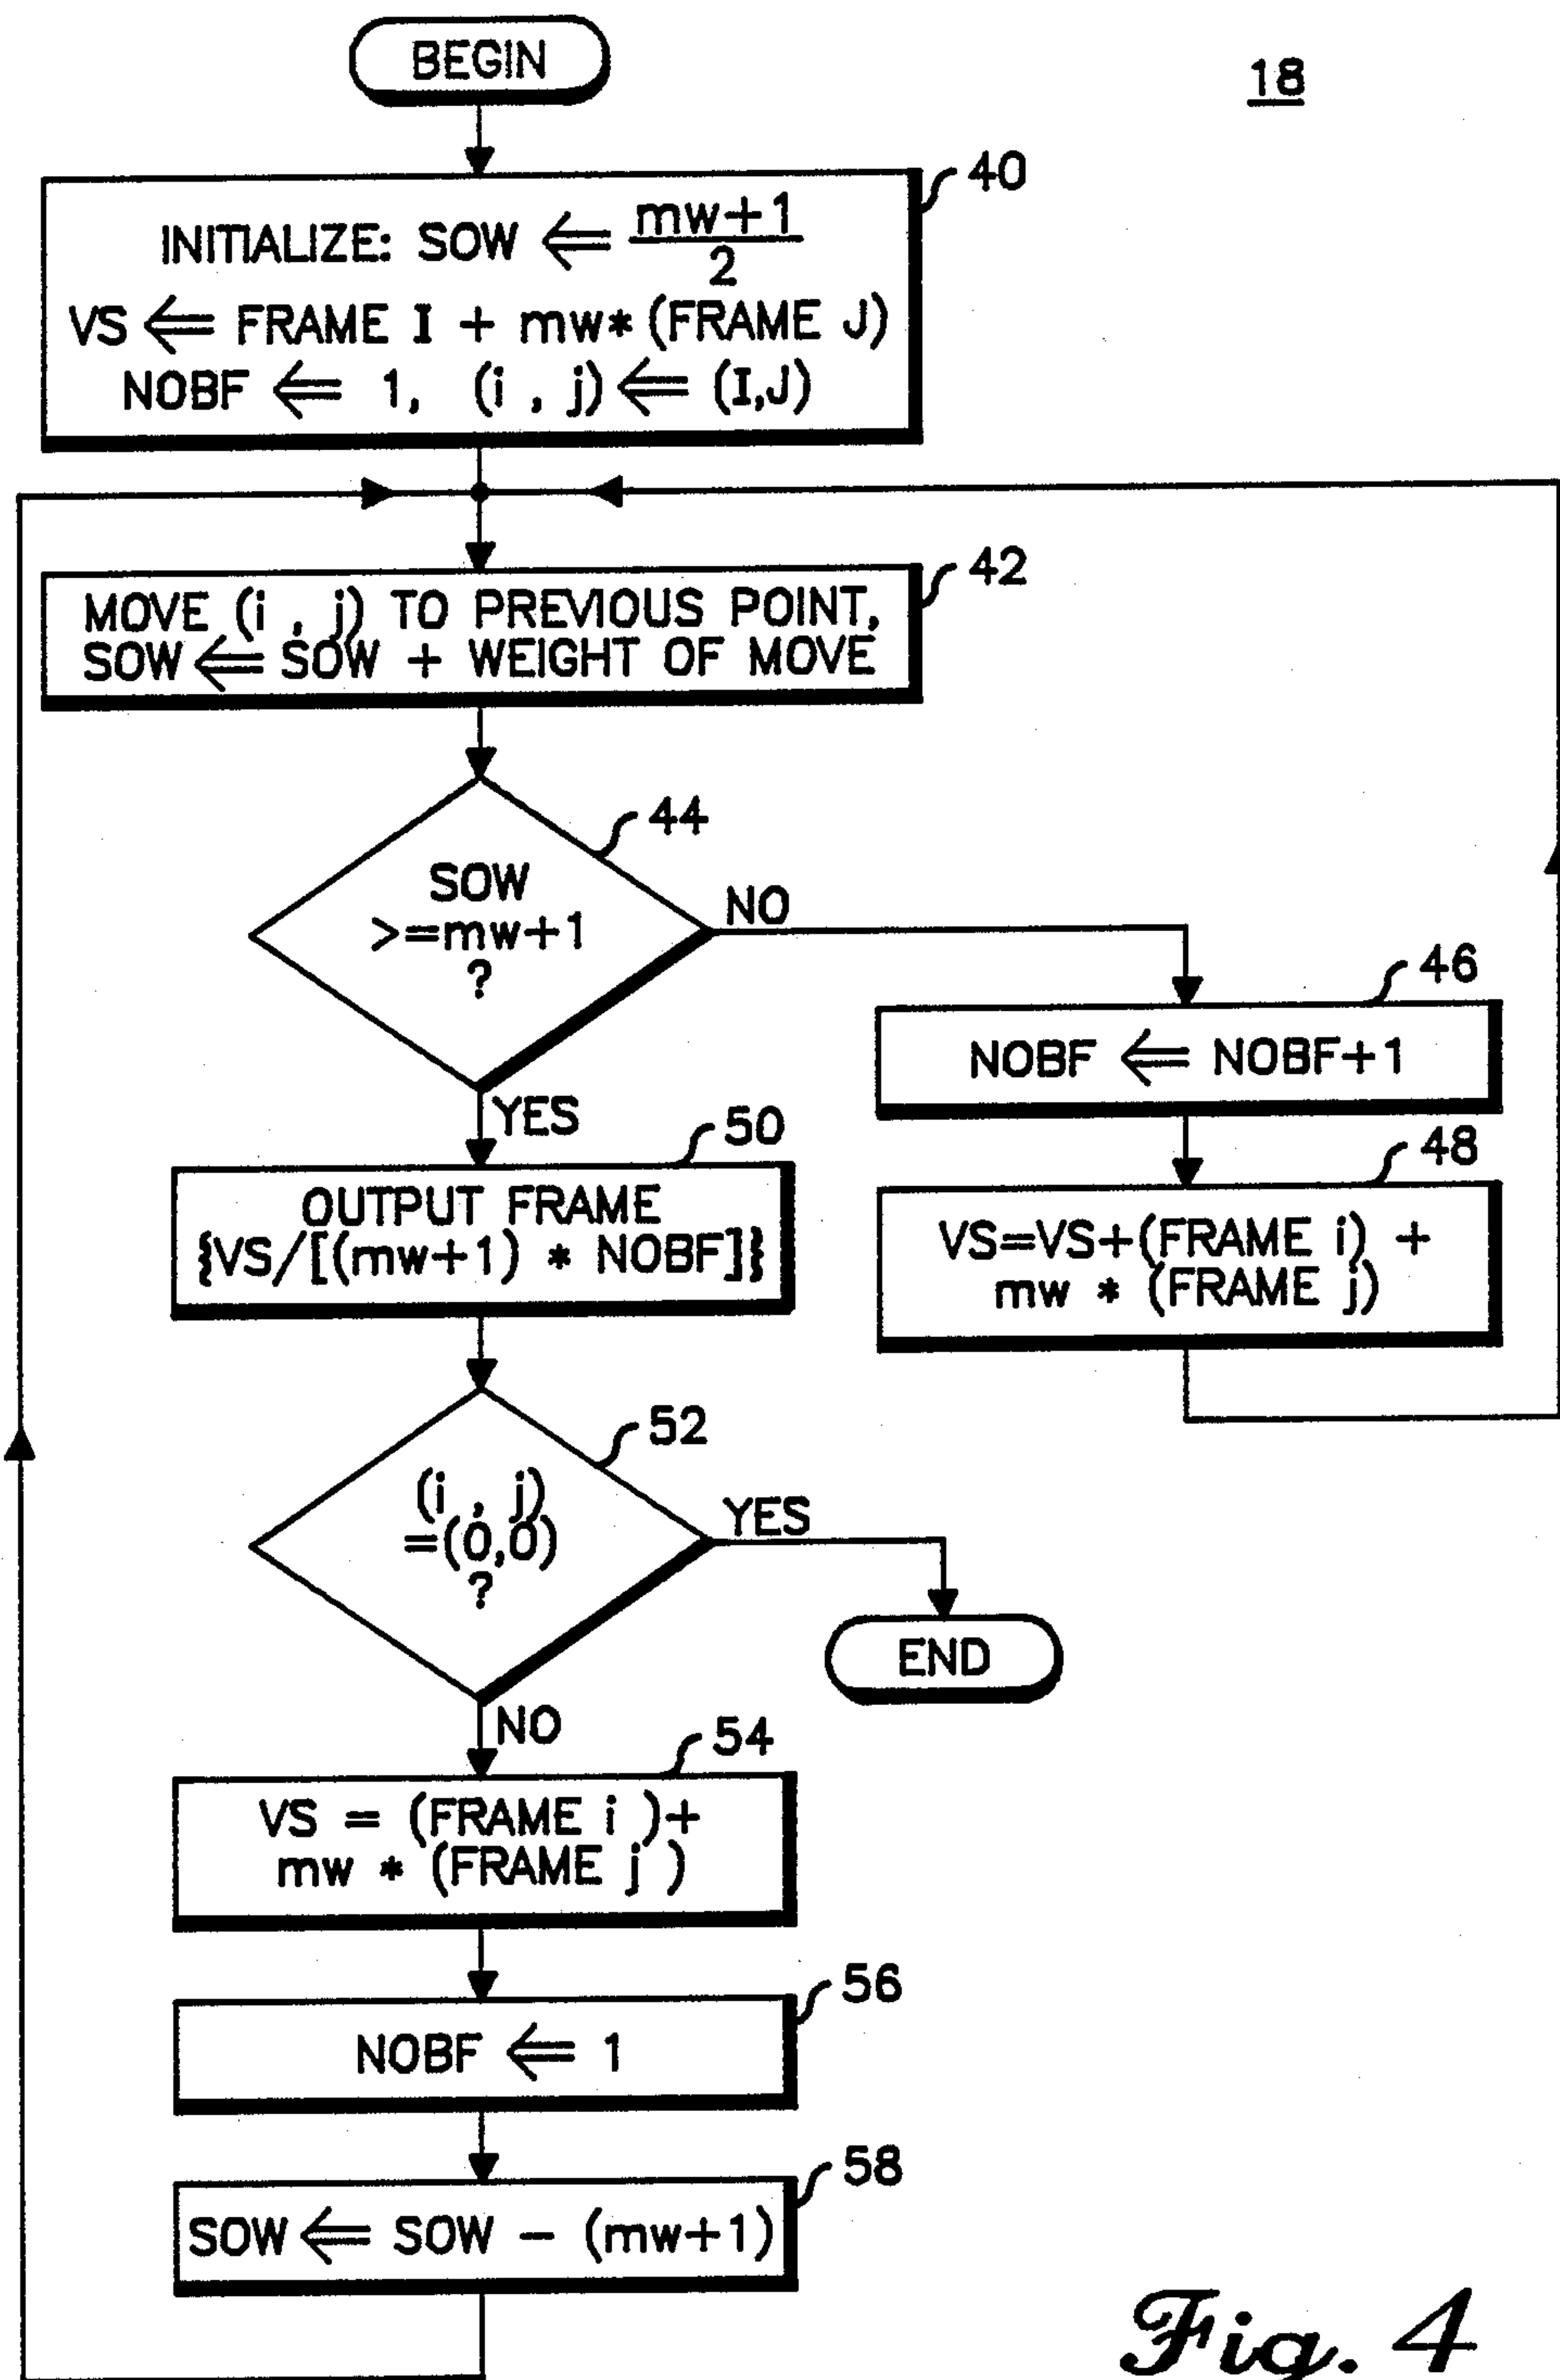 BEGIN
18
40
INITIALIZE: SOW ⇐ mw+1
2
VS ⇐ FRAME I + mw* (FRAME J)
NOBF ⇐ 1, (i , j) ⇐ (I,J)
42
MOVE (i , j) TO PREVIOUS POINT,
SOW ⇐ SOW + WEIGHT OF MOVE
44
SOW
>=mw+1
?
NO
46
NOBF ⇐ NOBF+1
48
VS=VS+(FRAME i) +
mw * (FRAME j)
YES
50
OUTPUT FRAME
{VS/[(mw+1) * NOBF]}
52
(i , j)
=(0,0)
?
YES
END
NO
54
VS = (FRAME i )+
mw * (FRAME j )
56
NOBF ⇐ 1
58
SOW ⇐ SOW - (mw+1)
Fig. 4